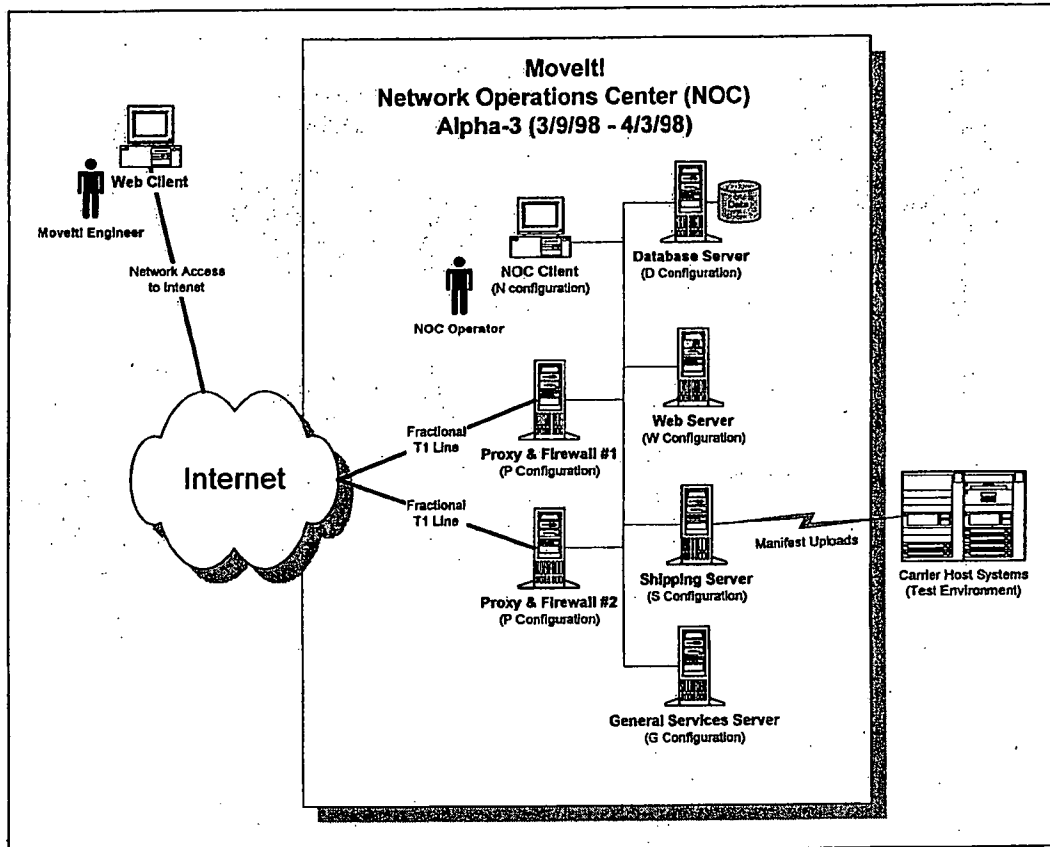 MoveIt!
Network Operations Center (NOC)
Alpha-3 (3/9/98 - 4/3/98)
Web Client
MoveIt! Engineer
Network Access
to Internet
Internet
NOC Client
(N configuration)
NOC Operator
Data
Database Server
(D Configuration)
Fractional
T1 Line
Proxy & Firewall #1
(P Configuration)
Web Server
(W Configuration)
Fractional
T1 Line
Proxy & Firewall #2
(P Configuration)
Shipping Server
(S Configuration)
Manifest Uploads
Carrier Host Systems
(Test Environment)
General Services Server
(G Configuration)